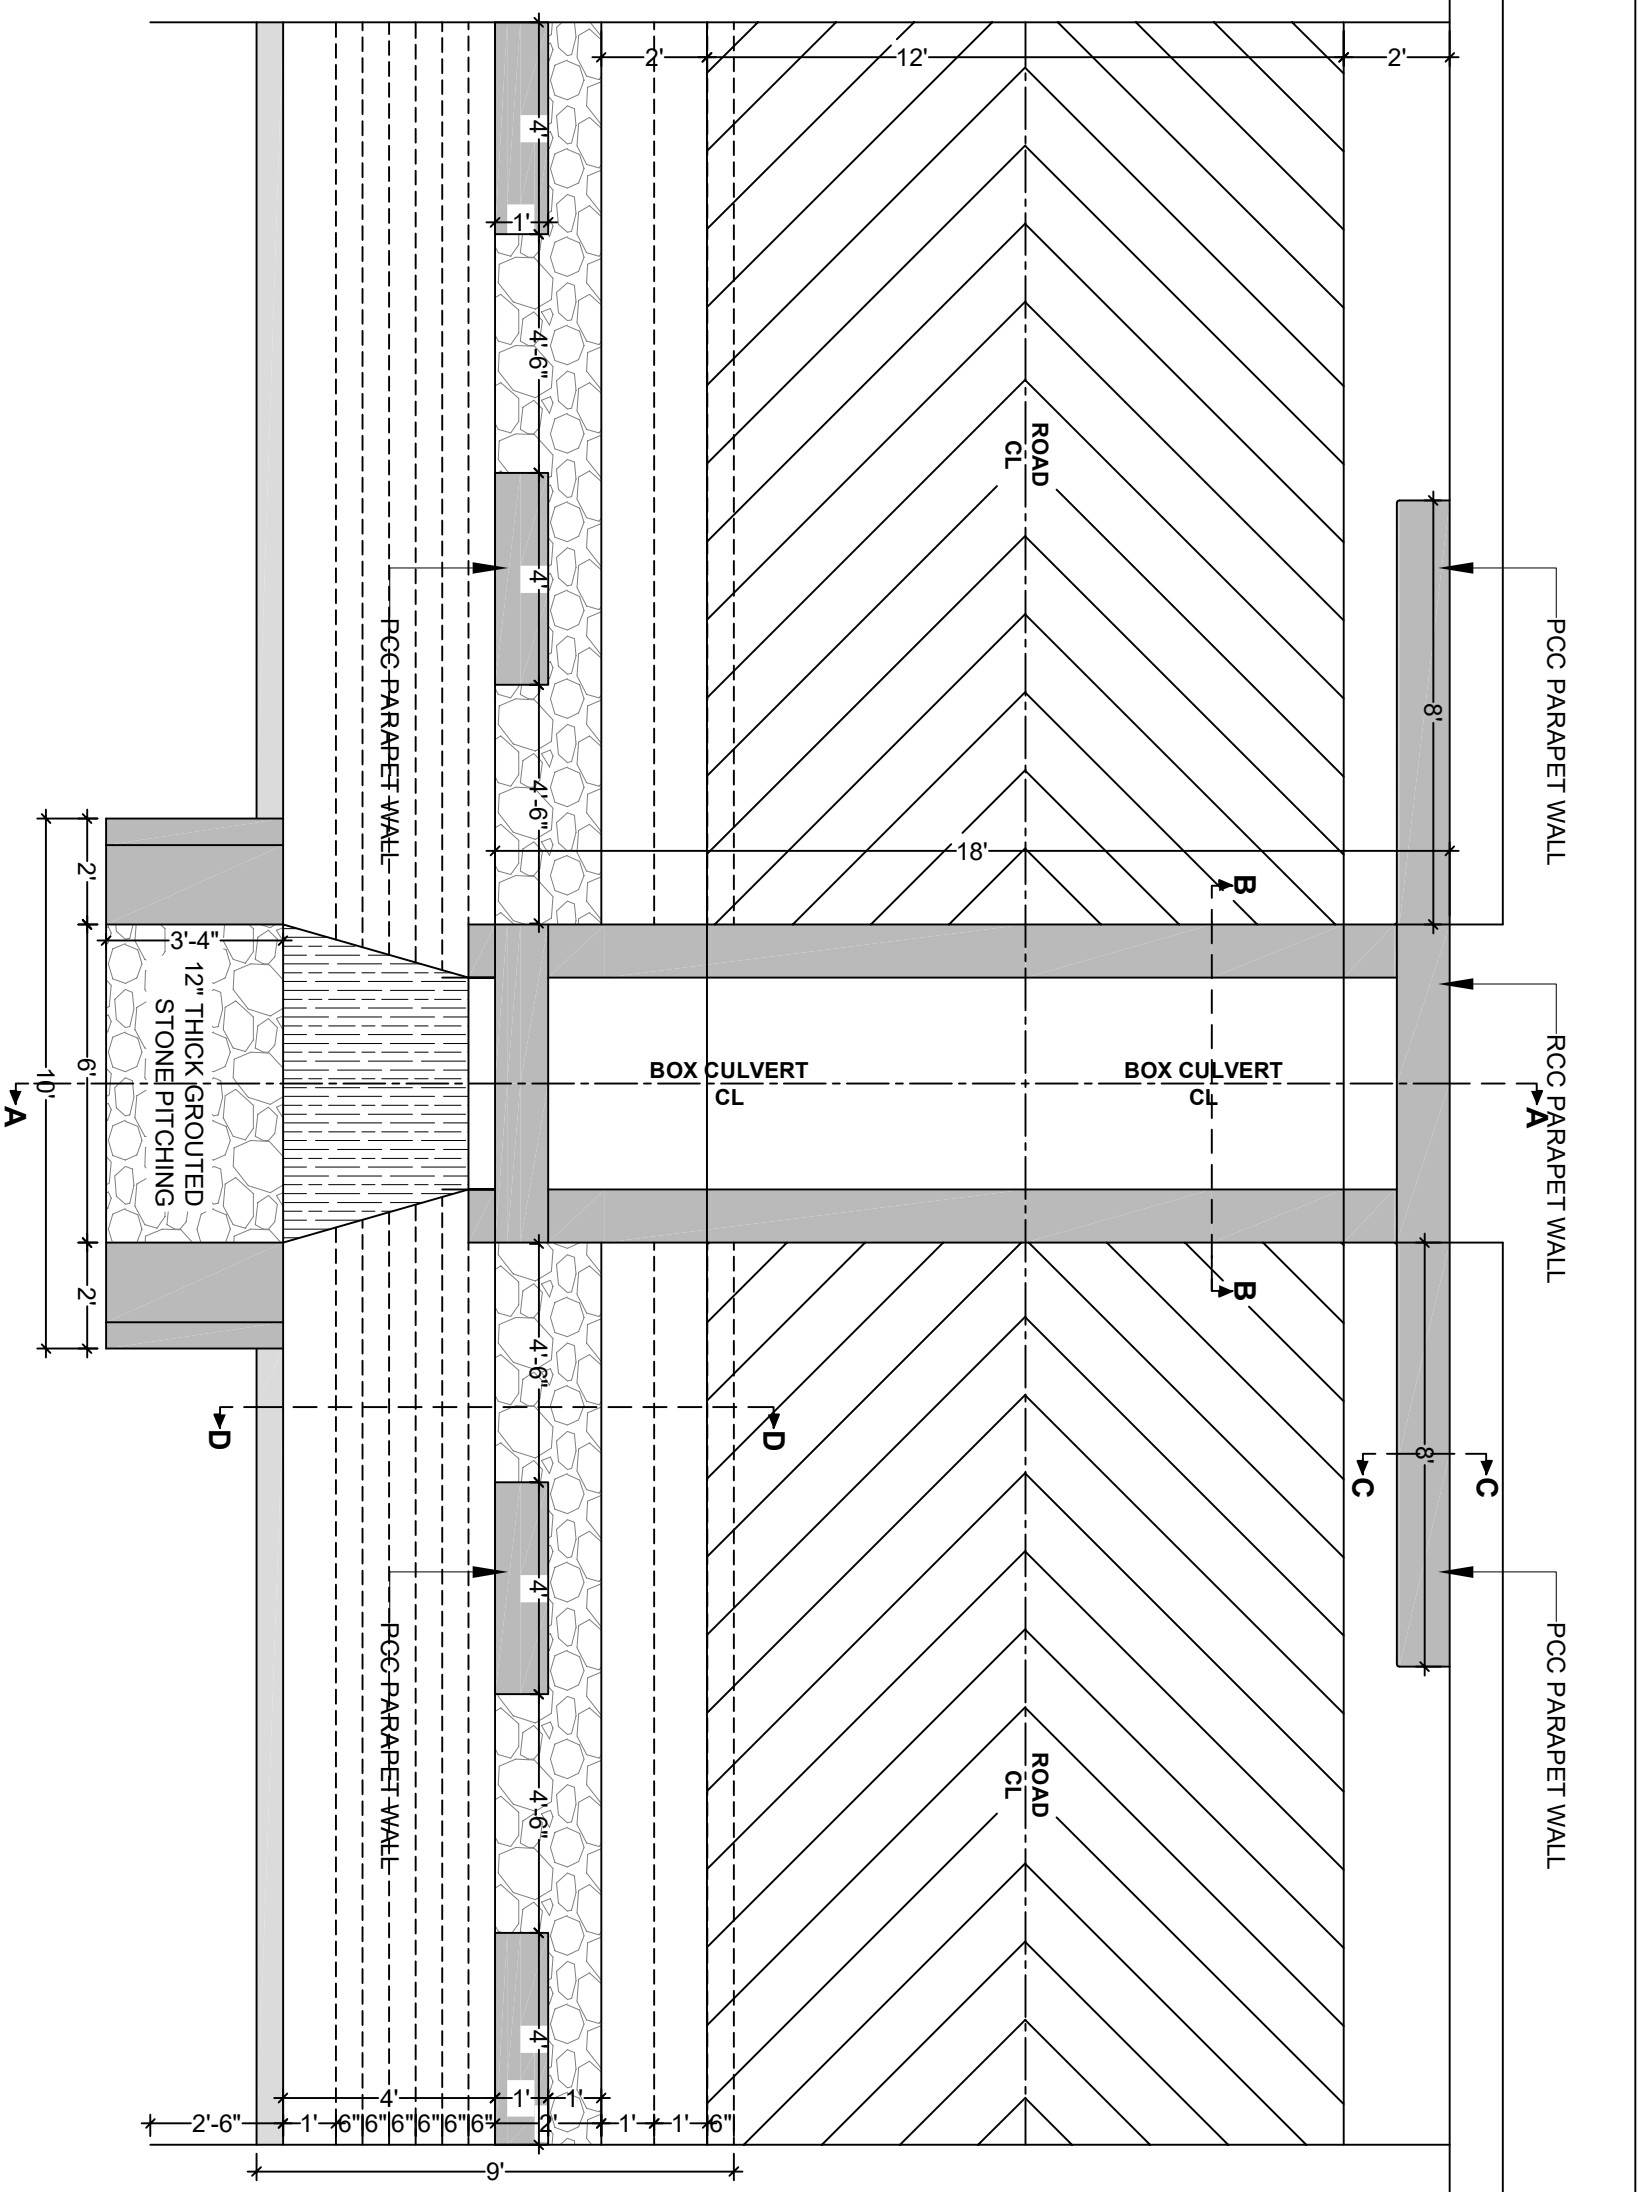 2'
12'
2'
4'
1'
4'-6"
ROAD
CL
4'
PCC PARAPET WALL
8'
PCC PARAPET WALL
4'-6"
18'
2'
B
3'-4"
12" THICK GROUTED
STONE PITCHING
6'
10'
A
BOX CULVERT
CL
BOX CULVERT
CL
A
RCC PARAPET WALL
2'
B
4'-6"
D
D
8'
C
C
4'
PCC PARAPET WALL
PCC PARAPET WALL
ROAD
CL
4'-6"
4'
4'
1'
1'
2'-6"
1'
6"
6"
6"
6"
6"
6"
2'
1'
1'
6"
9'